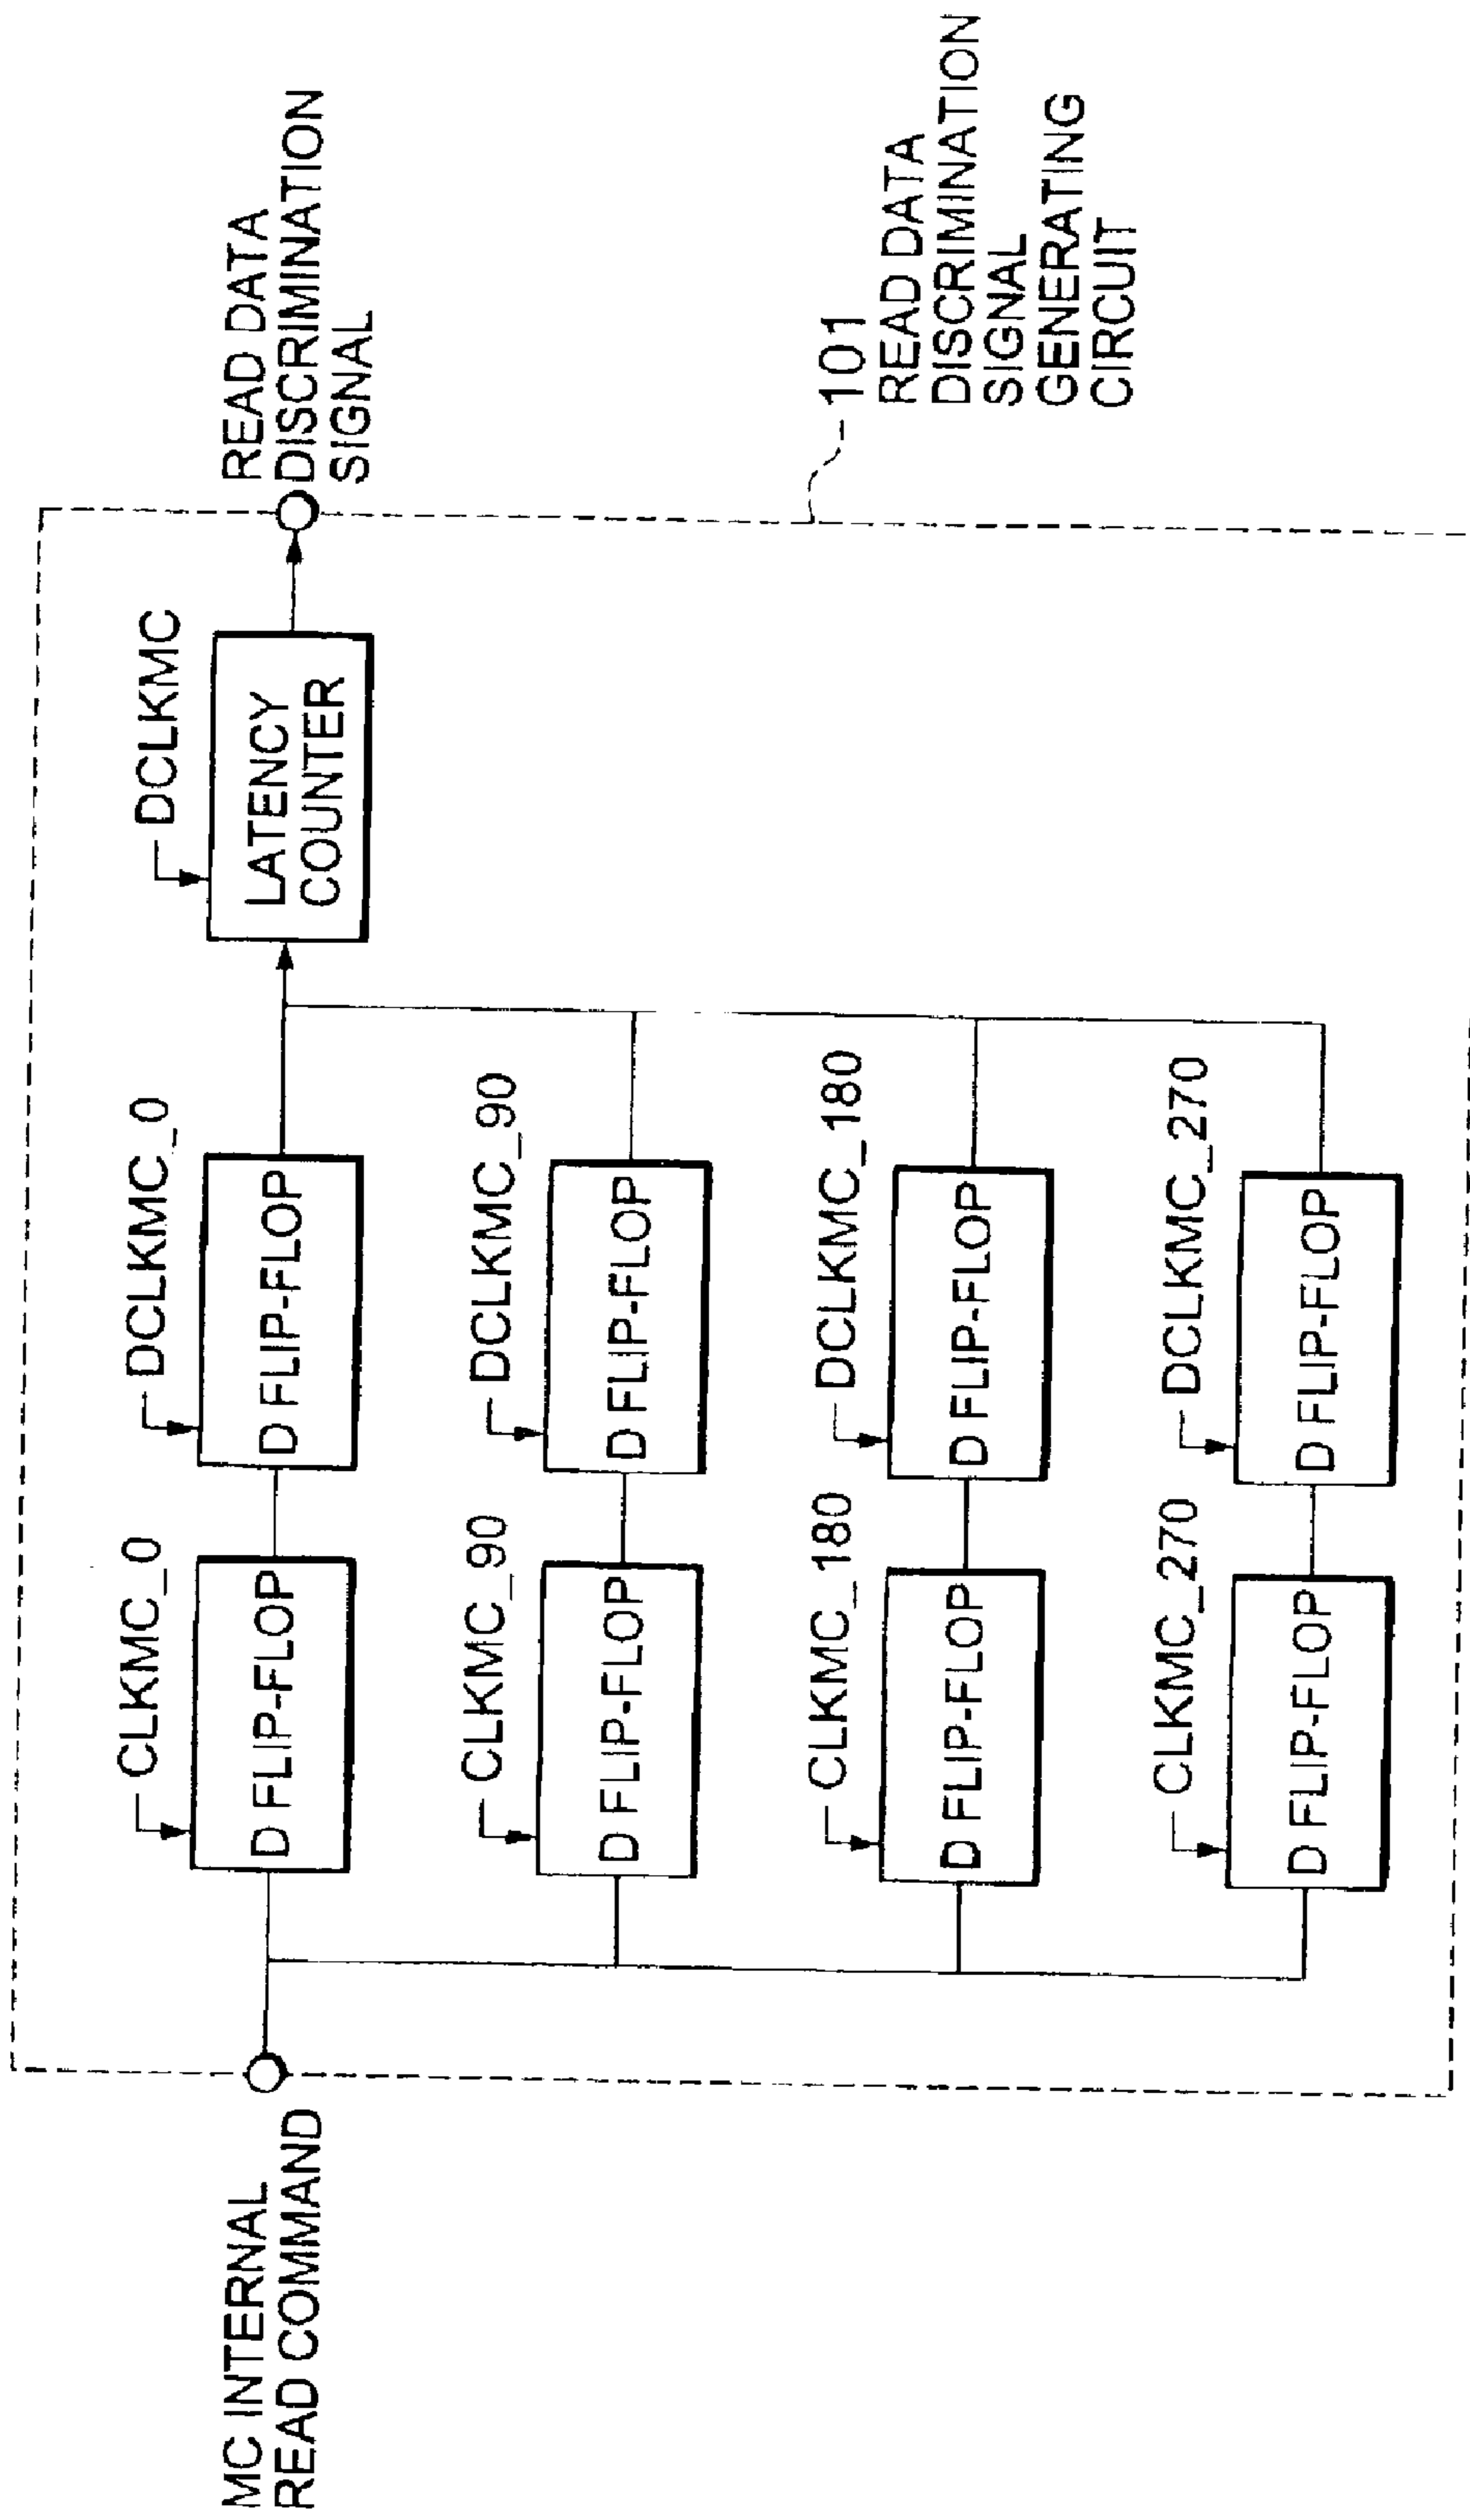 MC INTERNAL
READ COMMAND
CLKMC_0
D FLIP-FLOP
DCLKMC_0
D FLIP-FLOP
DCLKMC
LATENCY
COUNTER
READ DATA
DISCRIMINATION
SIGNAL
CLKMC_90
D FLIP-FLOP
DCLKMC_90
D FLIP-FLOP
CLKMC_180
D FLIP-FLOP
DCLKMC_180
D FLIP-FLOP
CLKMC_270
D FLIP-FLOP
DCLKMC_270
D FLIP-FLOP
101
READ DATA
DISCRIMINATION
SIGNAL
GENERATING
CIRCUIT